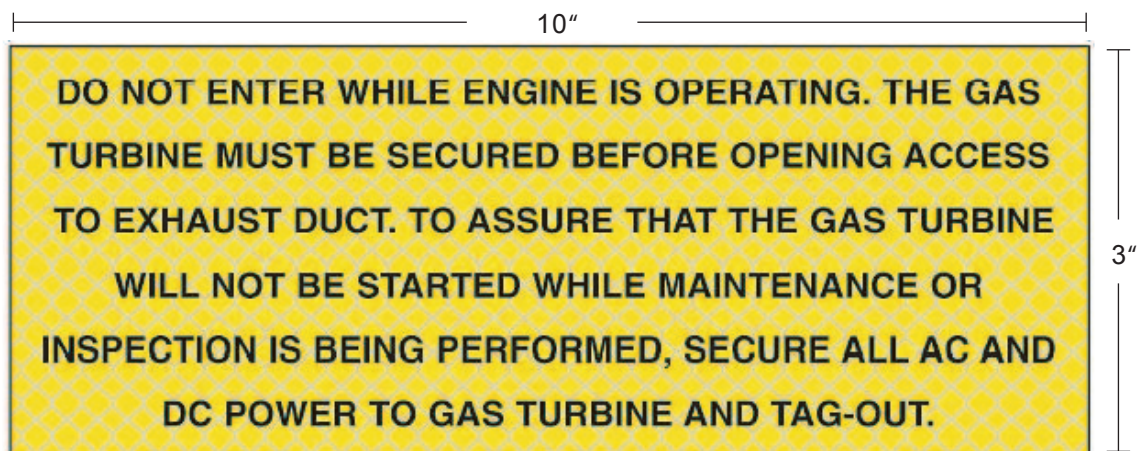 10“
DO NOT ENTER WHILE ENGINE IS OPERATING. THE GAS
TURBINE MUST BE SECURED BEFORE OPENING ACCESS
TO EXHAUST DUCT. TO ASSURE THAT THE GAS TURBINE
WILL NOT BE STARTED WHILE MAINTENANCE OR
INSPECTION IS BEING PERFORMED, SECURE ALL AC AND
DC POWER TO GAS TURBINE AND TAG-OUT.
3“